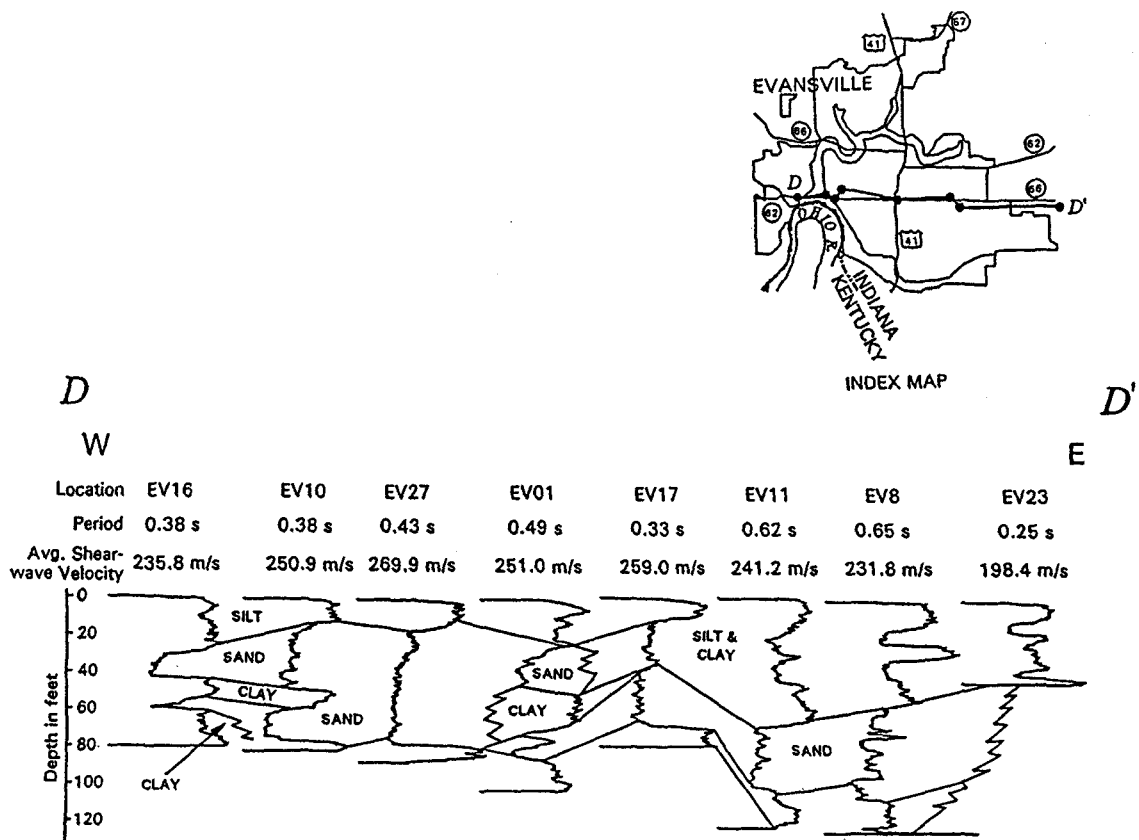 57
41
EVANSVILLE
66
62
D
66
62
D'
OHIO R.
41
INDIANA
KENTUCKY
INDEX MAP
D
D'
W
E
Location EV16 EV10 EV27 EV01 EV17 EV11 EV8 EV23
Period 0.38 s 0.38 s 0.43 s 0.49 s 0.33 s 0.62 s 0.65 s 0.25 s
Avg. Shear-
wave Velocity 235.8 m/s 250.9 m/s 269.9 m/s 251.0 m/s 259.0 m/s 241.2 m/s 231.8 m/s 198.4 m/s
Depth in feet
0
20
40
60
80
100
120
SILT
SAND
CLAY
SAND
CLAY
SAND
CLAY
SILT &
CLAY
SAND